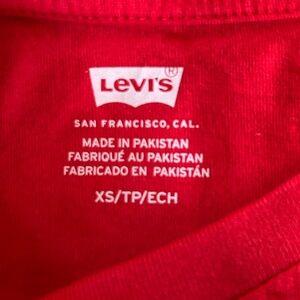 LEVI'S®
SAN FRANCISCO, CAL.
MADE IN PAKISTAN
FABRIQUÉ AU PAKISTAN
FABRICADO EN PAKISTÁN
XS/TP/ECH